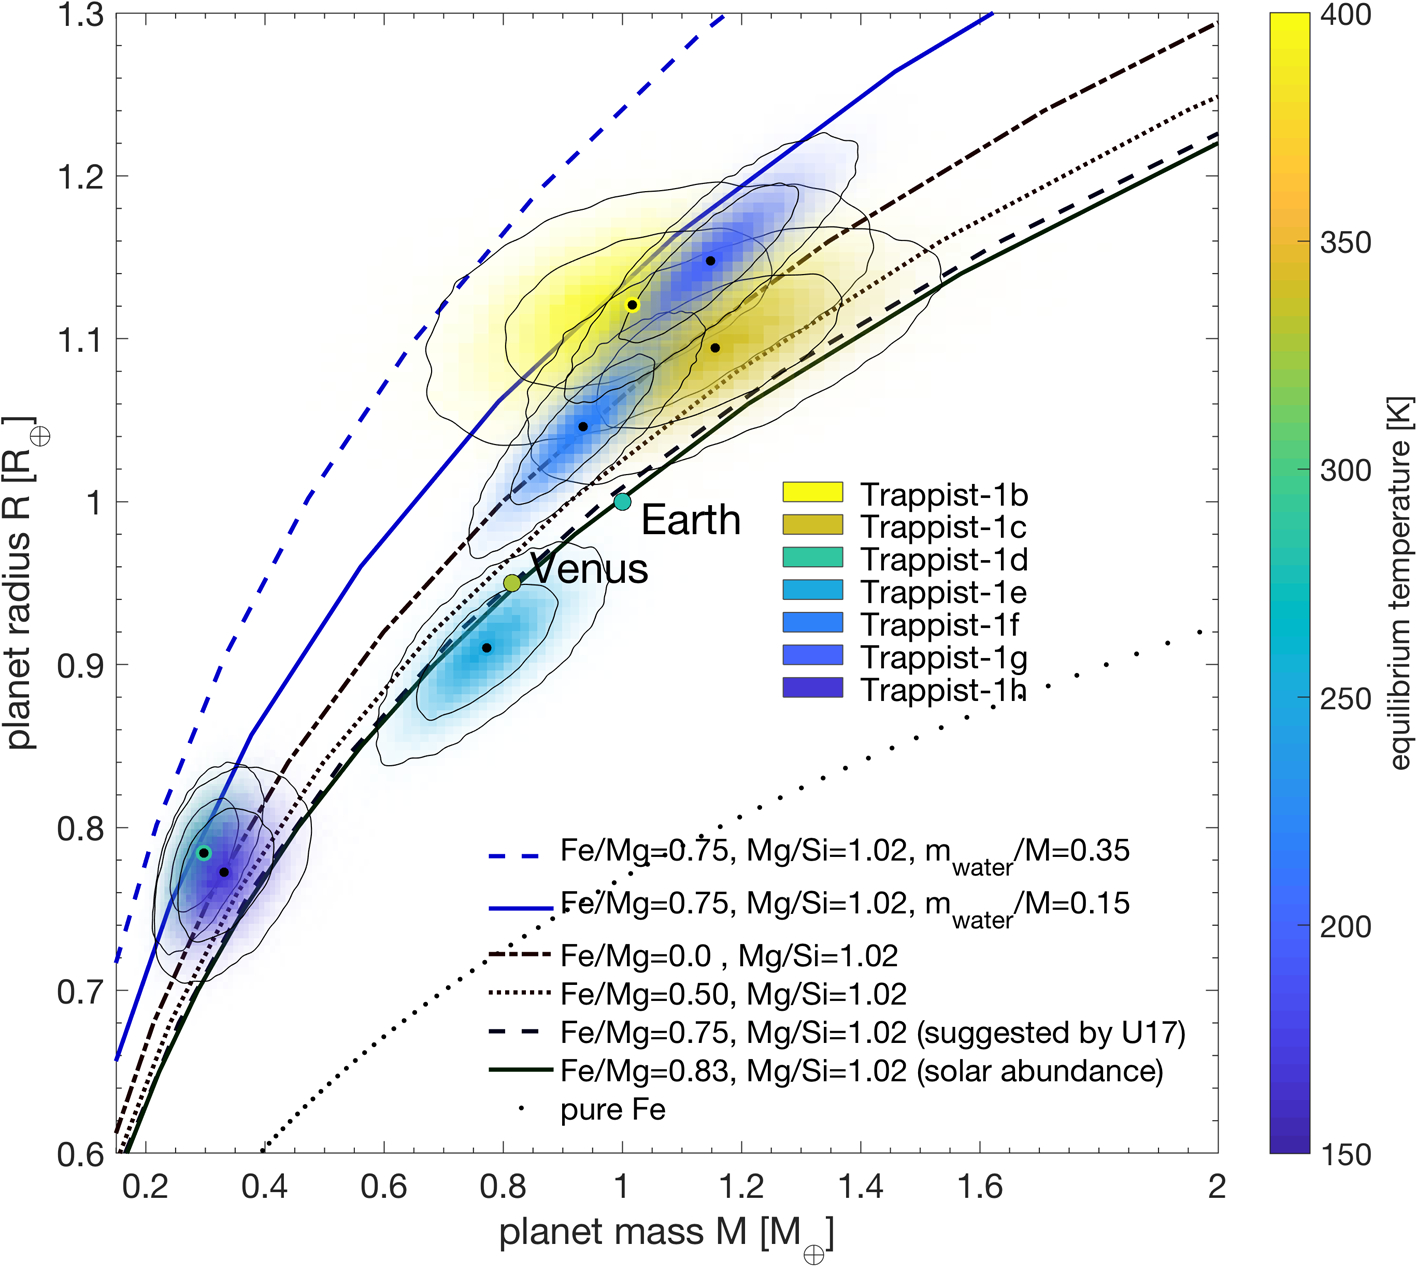 1.3
1.2
1.1
1
0.9
0.8
0.7
0.6
planet radius R [R⊕]
0.2 0.4 0.6 0.8 1 1.2 1.4 1.6 2
planet mass M [M⊕]
Earth
Venus
Trappist-1b
Trappist-1c
Trappist-1d
Trappist-1e
Trappist-1f
Trappist-1g
Trappist-1h
Fe/Mg=0.75, Mg/Si=1.02, m_water/M=0.35
Fe/Mg=0.75, Mg/Si=1.02, m_water/M=0.15
Fe/Mg=0.0 , Mg/Si=1.02
Fe/Mg=0.50, Mg/Si=1.02
Fe/Mg=0.75, Mg/Si=1.02 (suggested by U17)
Fe/Mg=0.83, Mg/Si=1.02 (solar abundance)
pure Fe
400
350
300
250
200
150
equilibrium temperature [K]